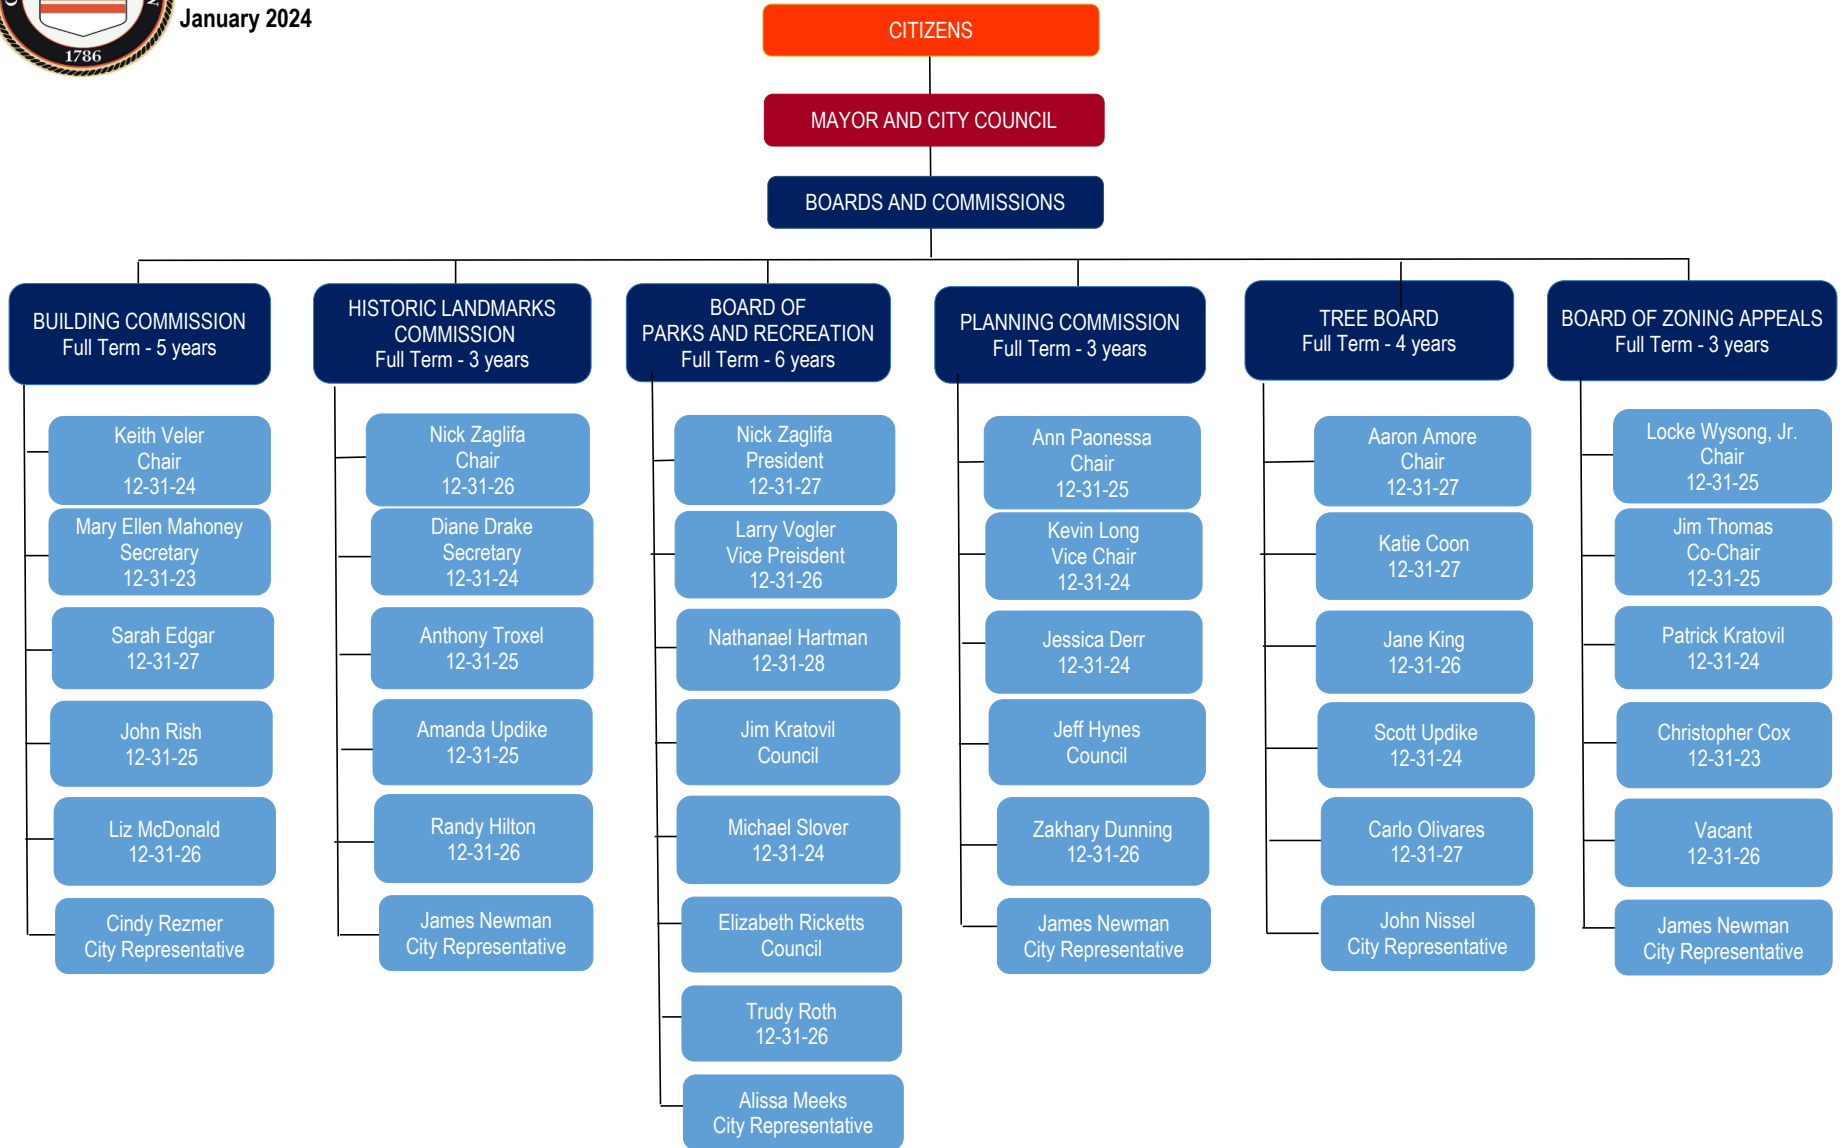 1786
January 2024
CITIZENS
MAYOR AND CITY COUNCIL
BOARDS AND COMMISSIONS
BUILDING COMMISSION
Full Term - 5 years
Keith Veler
Chair
12-31-24
Mary Ellen Mahoney
Secretary
12-31-23
Sarah Edgar
12-31-27
John Rish
12-31-25
Liz McDonald
12-31-26
Cindy Rezmer
City Representative
HISTORIC LANDMARKS
COMMISSION
Full Term - 3 years
Nick Zaglifa
Chair
12-31-26
Diane Drake
Secretary
12-31-24
Anthony Troxel
12-31-25
Amanda Updike
12-31-25
Randy Hilton
12-31-26
James Newman
City Representative
BOARD OF
PARKS AND RECREATION
Full Term - 6 years
Nick Zaglifa
President
12-31-27
Larry Vogler
Vice Preisdent
12-31-26
Nathanael Hartman
12-31-28
Jim Kratovil
Council
Michael Slover
12-31-24
Elizabeth Ricketts
Council
Trudy Roth
12-31-26
Alissa Meeks
City Representative
PLANNING COMMISSION
Full Term - 3 years
Ann Paonessa
Chair
12-31-25
Kevin Long
Vice Chair
12-31-24
Jessica Derr
12-31-24
Jeff Hynes
Council
Zakhary Dunning
12-31-26
James Newman
City Representative
TREE BOARD
Full Term - 4 years
Aaron Amore
Chair
12-31-27
Katie Coon
12-31-27
Jane King
12-31-26
Scott Updike
12-31-24
Carlo Olivares
12-31-27
John Nissel
City Representative
BOARD OF ZONING APPEALS
Full Term - 3 years
Locke Wysong, Jr.
Chair
12-31-25
Jim Thomas
Co-Chair
12-31-25
Patrick Kratovil
12-31-24
Christopher Cox
12-31-23
Vacant
12-31-26
James Newman
City Representative